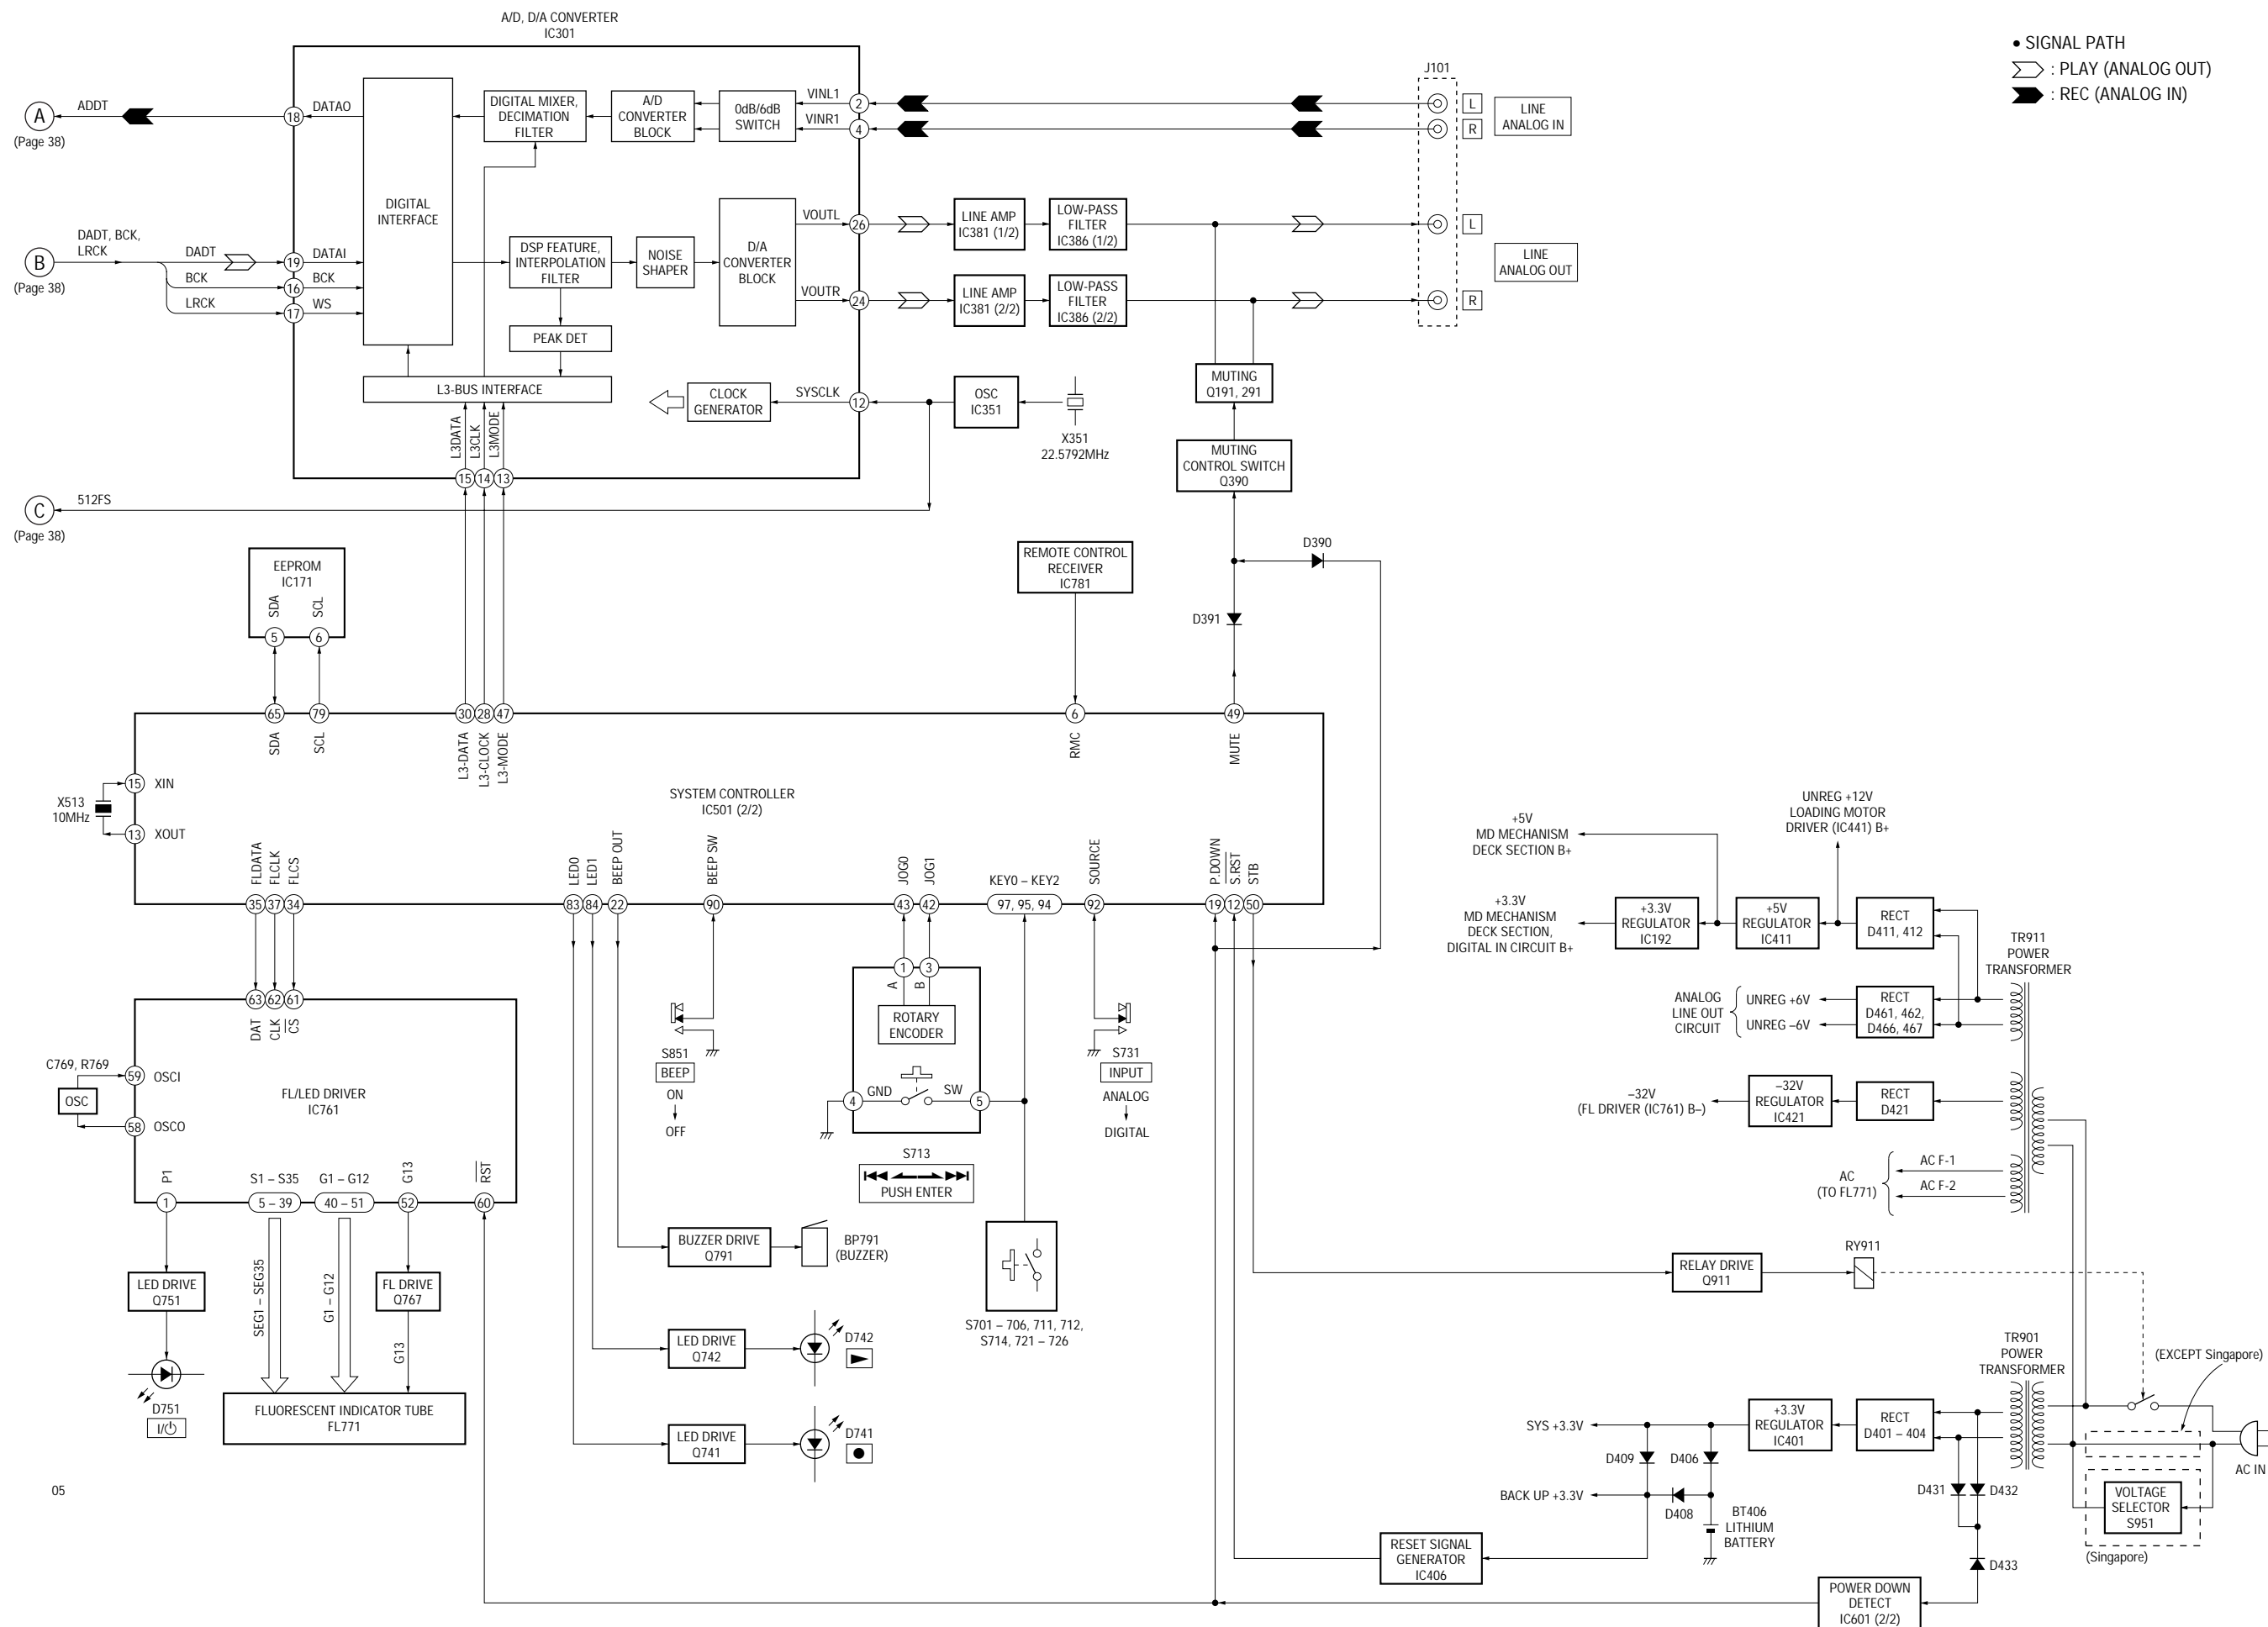 A/D, D/A CONVERTER
IC301
• SIGNAL PATH
: PLAY (ANALOG OUT)
: REC (ANALOG IN)
A
(Page 38)
ADDT
18
DATAO
DIGITAL
INTERFACE
DIGITAL MIXER,
DECIMATION
FILTER
A/D
CONVERTER
BLOCK
0dB/6dB
SWITCH
VINL1
2
VINR1
4
J101
L
R
LINE
ANALOG IN
B
(Page 38)
DADT, BCK,
LRCK
DADT
19
DATAI
BCK
16
BCK
LRCK
17
WS
DSP FEATURE,
INTERPOLATION
FILTER
NOISE
SHAPER
D/A
CONVERTER
BLOCK
PEAK DET
VOUTL
26
VOUTR
24
LINE AMP
IC381 (1/2)
LOW-PASS
FILTER
IC386 (1/2)
LINE AMP
IC381 (2/2)
LOW-PASS
FILTER
IC386 (2/2)
L
R
LINE
ANALOG OUT
L3-BUS INTERFACE
CLOCK
GENERATOR
SYSCLK
12
OSC
IC351
X351
22.5792MHz
MUTING
Q191, 291
MUTING
CONTROL SWITCH
Q390
L3DATA
L3CLK
L3MODE
15
14
13
C
(Page 38)
512FS
EEPROM
IC171
SDA
SCL
5
6
REMOTE CONTROL
RECEIVER
IC781
D390
D391
65
79
30
28
47
6
49
SDA
SCL
L3-DATA
L3-CLOCK
L3-MODE
RMC
MUTE
X513
10MHz
15
XIN
13
XOUT
SYSTEM CONTROLLER
IC501 (2/2)
FLDATA
FLCLK
FLCS
LED0
LED1
BEEP OUT
BEEP SW
JOG0
JOG1
KEY0 – KEY2
SOURCE
P.DOWN
S.RST
STB
35
37
34
83
84
22
90
43
42
97, 95, 94
92
19
12
50
63
62
61
DAT
CLK
CS
C769, R769
OSC
59
OSCI
58
OSCO
FL/LED DRIVER
IC761
P1
S1 – S35
G1 – G12
G13
RST
1
5 – 39
40 – 51
52
60
LED DRIVE
Q751
D751
I/
SEG1 – SEG35
G1 – G12
FL DRIVE
Q767
G13
FLUORESCENT INDICATOR TUBE
FL771
S851
BEEP
ON
OFF
1
3
A
B
ROTARY
ENCODER
4
GND
SW
5
S713
PUSH ENTER
S731
INPUT
ANALOG
DIGITAL
BUZZER DRIVE
Q791
BP791
(BUZZER)
LED DRIVE
Q742
D742
LED DRIVE
Q741
D741
S701 – 706, 711, 712,
S714, 721 – 726
UNREG +12V
LOADING MOTOR
DRIVER (IC441) B+
+5V
MD MECHANISM
DECK SECTION B+
+3.3V
MD MECHANISM
DECK SECTION,
DIGITAL IN CIRCUIT B+
+3.3V
REGULATOR
IC192
+5V
REGULATOR
IC411
RECT
D411, 412
TR911
POWER
TRANSFORMER
ANALOG
LINE OUT
CIRCUIT
UNREG +6V
UNREG –6V
RECT
D461, 462,
D466, 467
–32V
(FL DRIVER (IC761) B–)
–32V
REGULATOR
IC421
RECT
D421
AC
(TO FL771)
AC F-1
AC F-2
RELAY DRIVE
Q911
RY911
TR901
POWER
TRANSFORMER
(EXCEPT Singapore)
SYS +3.3V
+3.3V
REGULATOR
IC401
RECT
D401 – 404
D409
D406
BACK UP +3.3V
D408
BT406
LITHIUM
BATTERY
D431
D432
D433
VOLTAGE
SELECTOR
S951
(Singapore)
AC IN
RESET SIGNAL
GENERATOR
IC406
POWER DOWN
DETECT
IC601 (2/2)
05